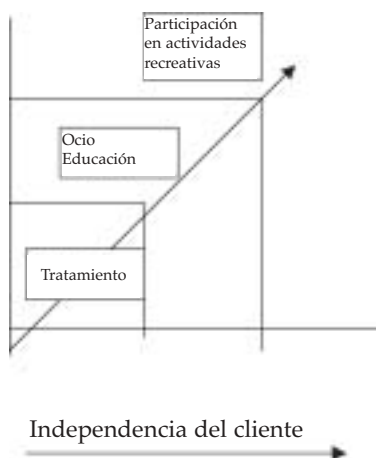 Participación
en actividades
recreativas
Ocio
Educación
Tratamiento
Independencia del cliente